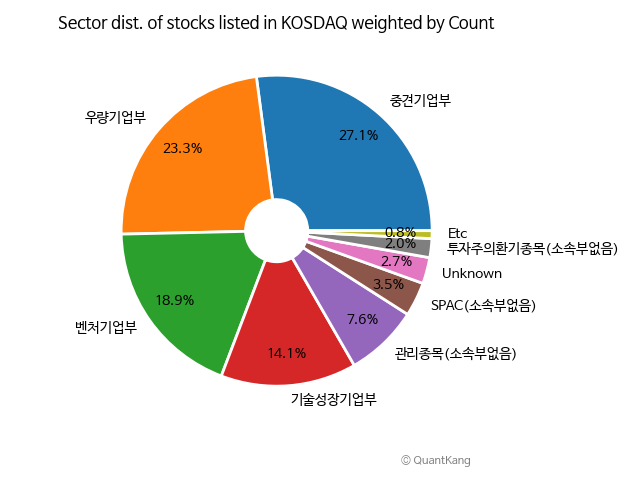 Sector dist. of stocks listed in KOSDAQ weighted by Count
중견기업부
27.1%
우량기업부
23.3%
벤처기업부
18.9%
기술성장기업부
14.1%
관리종목(소속부없음)
7.6%
SPAC(소속부없음)
3.5%
Unknown
2.7%
투자주의환기종목(소속부없음)
2.0%
Etc
0.8%
© QuantKang